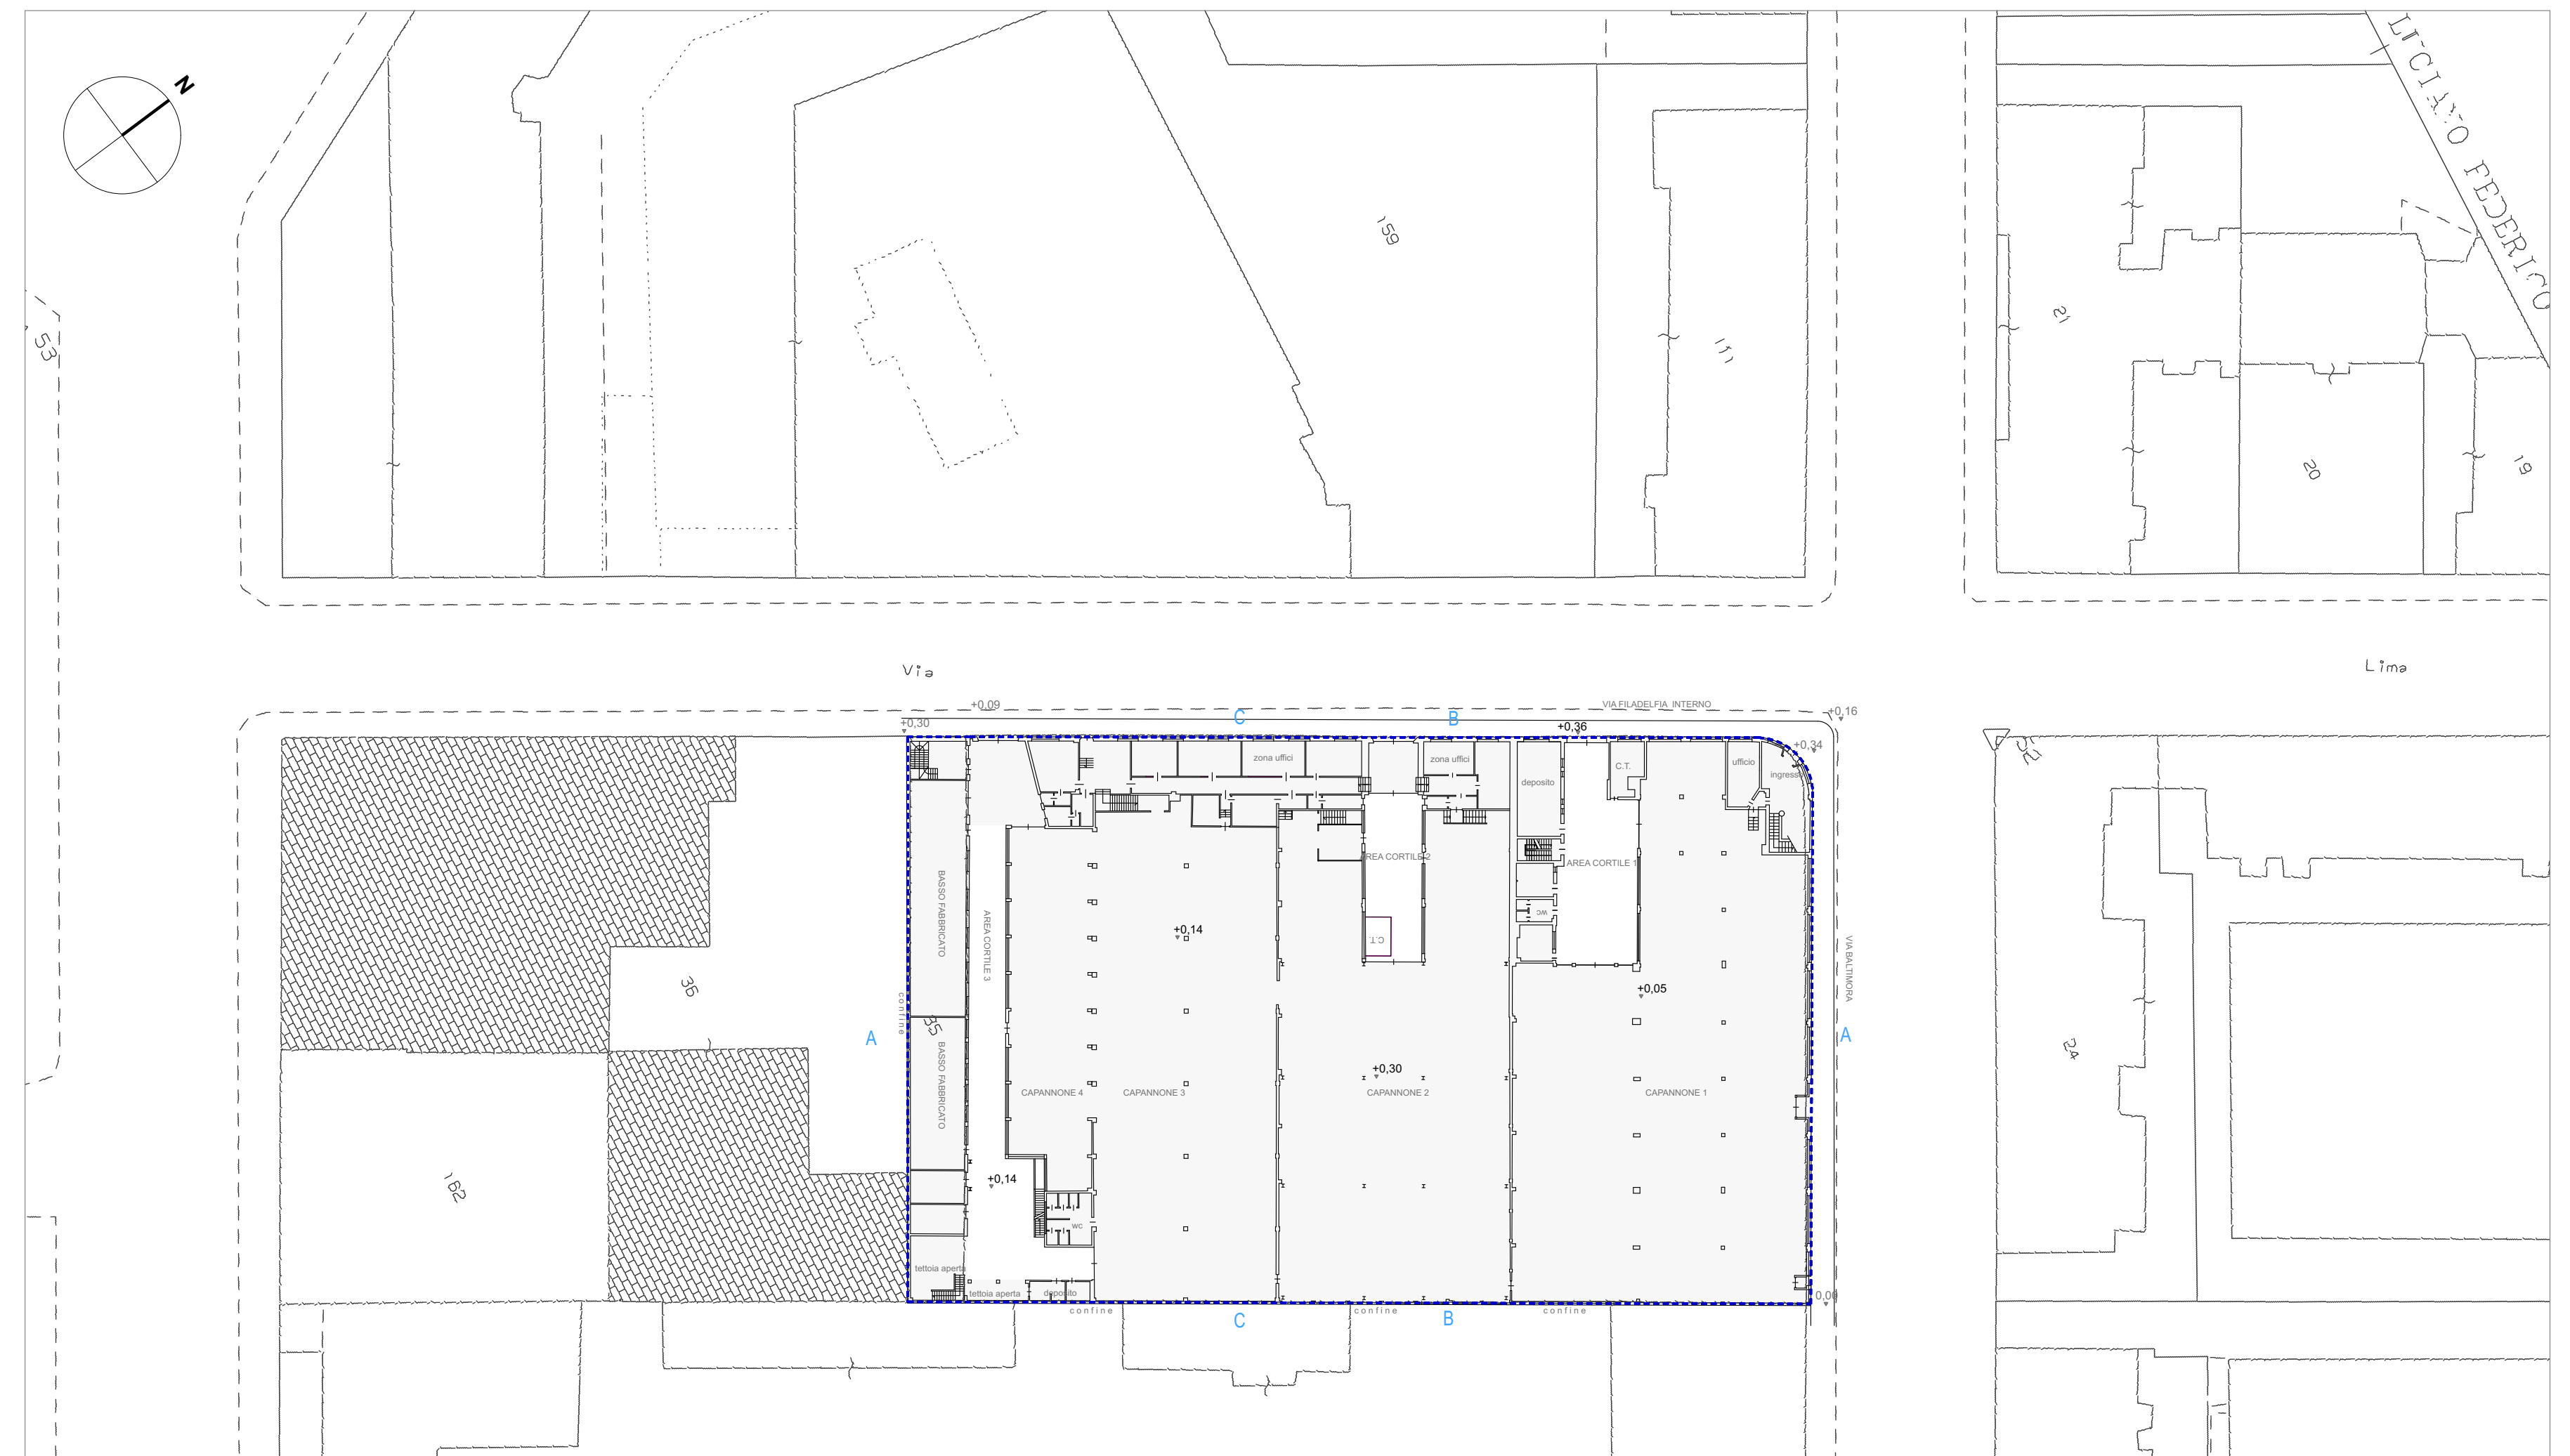 N
LUCIANO FEDERICO
53
159
111
21
20
19
Via
Lima
+0,09
VIA FILADELFIA INTERNO
+0,16
+0,30
C
B
+0,36
+0,34
zona uffici
zona uffici
deposito
C.T.
ufficio
ingresso
AREA CORTILE 2
AREA CORTILE 1
BASSO FABBRICATO
AREA CORTILE 3
wc
+0,14
C.T.
VIA BALTIMORA
36
confine
+0,05
35
A
A
24
BASSO FABBRICATO
+0,30
CAPANNONE 4
CAPANNONE 3
CAPANNONE 2
CAPANNONE 1
162
+0,14
wc
tettoia aperta
tettoia aperta
deposito
confine
confine
confine
C
B